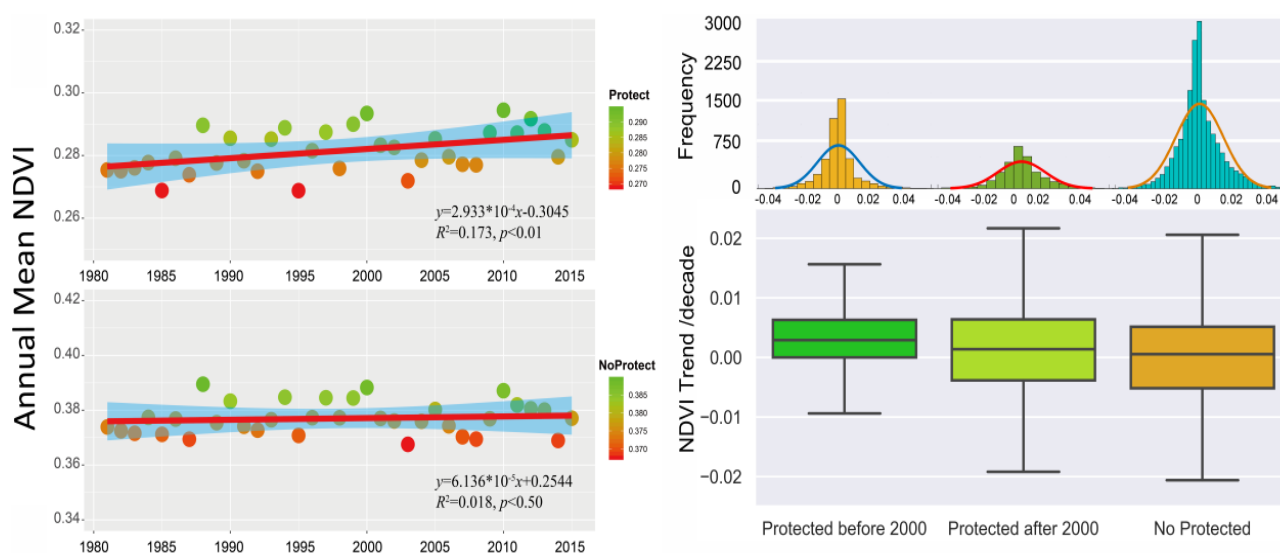 Annual Mean NDVI
0.32
0.30
0.28
0.26
1980 1985 1990 1995 2000 2005 2010 2015
y=2.933*10⁻⁴x-0.3045
R²=0.173, p<0.01
Protect
0.290
0.285
0.280
0.275
0.270
0.42
0.40
0.38
0.36
0.34
1980 1985 1990 1995 2000 2005 2010 2015
y=6.136*10⁻⁵x+0.2544
R²=0.018, p<0.50
NoProtect
0.385
0.380
0.375
0.370
Frequency
3000
2250
1500
750
0
-0.04 -0.02 0 0.02 0.04
-0.04 -0.02 0 0.02 0.04
-0.04 -0.02 0 0.02 0.04
NDVI Trend /decade
0.02
0.01
0.00
−0.01
−0.02
Protected before 2000 Protected after 2000 No Protected